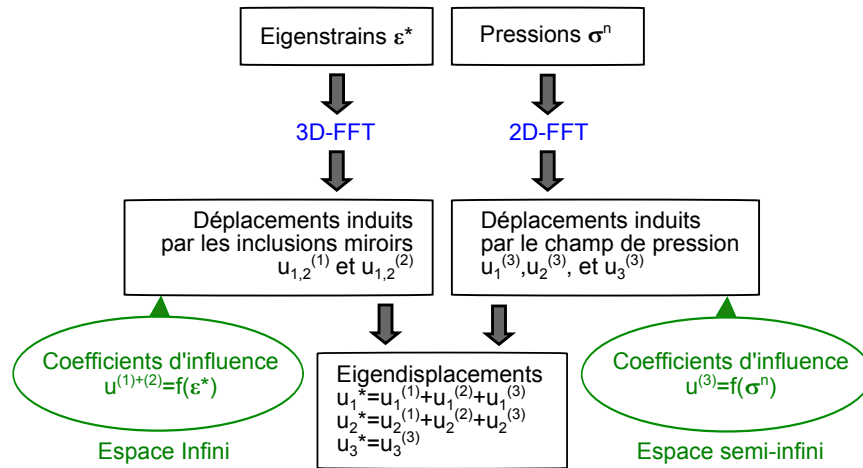 Eigenstrains ε*
Pressions σⁿ
3D-FFT
2D-FFT
Déplacements induits
par les inclusions miroirs
u₁,₂⁽¹⁾ et u₁,₂⁽²⁾
Déplacements induits
par le champ de pression
u₁⁽³⁾,u₂⁽³⁾, et u₃⁽³⁾
Coefficients d'influence
u⁽¹⁾⁺⁽²⁾=f(ε*)
Espace Infini
Eigendisplacements
u₁*=u₁⁽¹⁾+u₁⁽²⁾+u₁⁽³⁾
u₂*=u₂⁽¹⁾+u₂⁽²⁾+u₂⁽³⁾
u₃*=u₃⁽³⁾
Coefficients d'influence
u⁽³⁾=f(σⁿ)
Espace semi-infini